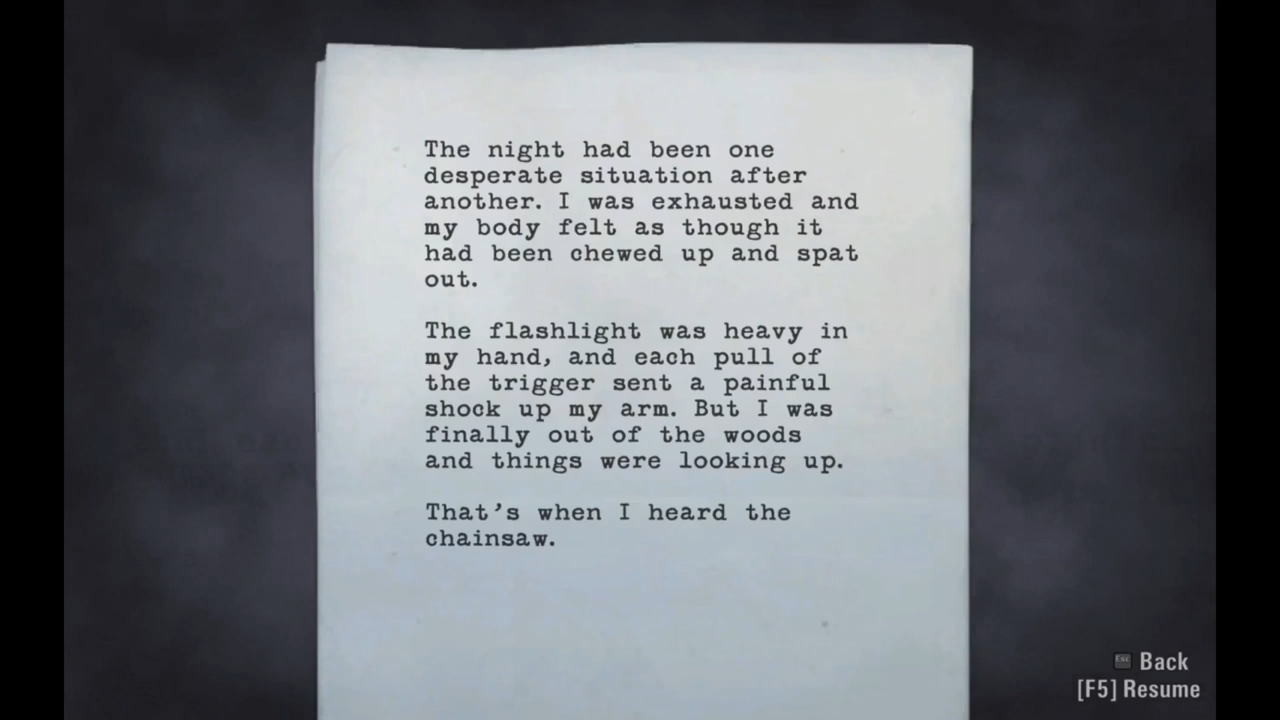 The night had been one
desperate situation after
another. I was exhausted and
my body felt as though it
had been chewed up and spat
out.
The flashlight was heavy in
my hand, and each pull of
the trigger sent a painful
shock up my arm. But I was
finally out of the woods
and things were looking up.
That's when I heard the
chainsaw.
Esc Back
[F5] Resume